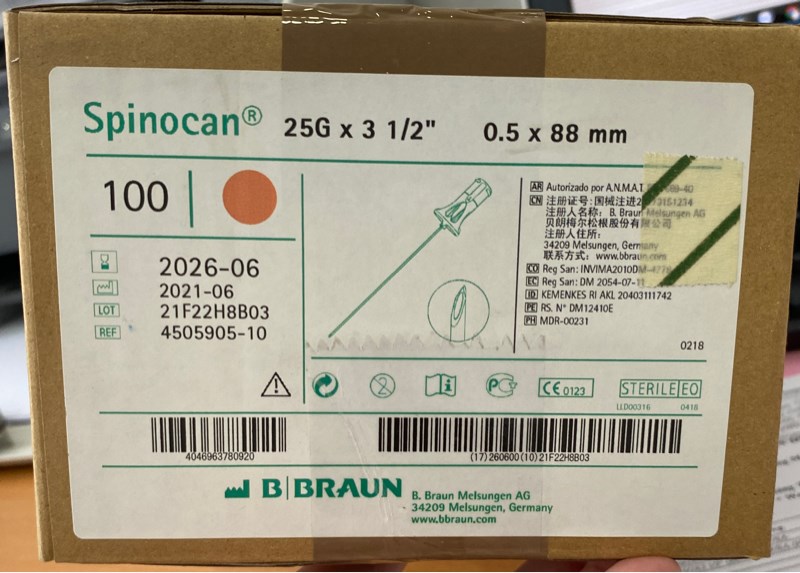 Spinocan® 25G x 3 1/2" 0.5 x 88 mm
100
2026-06
2021-06
LOT 21F22H8B03
REF 4505905-10
AR Autorizado por A.N.M.A.T.
CN 注册证号: 国械注进2 3151234
注册人名称: B. Braun Melsungen AG
贝朗梅尔松根股份有限公司
注册人住所:
34209 Melsungen, Germany
联系方式: www.bbraun.com
CO Reg San: INVIMA2010DM-
EC Reg San: DM 2054-07-11
ID KEMENKES RI AKL 20403111742
PE RS. N° DM12410E
PH MDR-00231
0218
2
i
CE 0123
STERILE EO
LLD00316 0418
4046963780920
(17)260600(10)21F22H8B03
B|BRAUN
B. Braun Melsungen AG
34209 Melsungen, Germany
www.bbraun.com